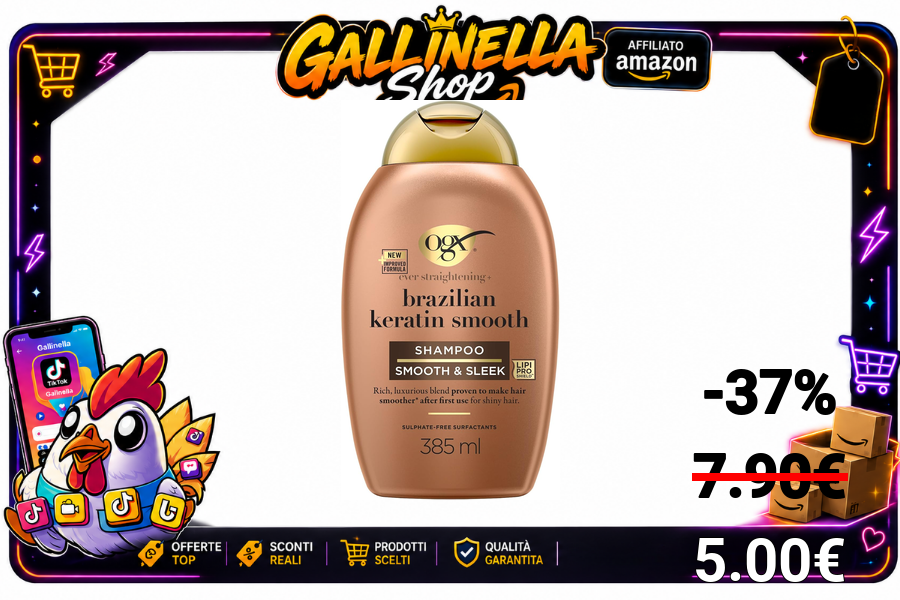 GALLINELLA
Shop
AFFILIATO
amazon
ogx
NEW
IMPROVED
FORMULA
ever straightening+
brazilian
keratin smooth
SHAMPOO
SMOOTH & SLEEK
LIPI
PRO
SHIELD
Rich, luxurious blend proven to make hair
smoother* after first use for shiny hair.
SULPHATE-FREE SURFACTANTS
385 ml
Gallinella
TikTok
Gallinella
-37%
7.90€
5.00€
OFFERTE
TOP
SCONTI
REALI
PRODOTTI
SCELTI
QUALITÀ
GARANTITA